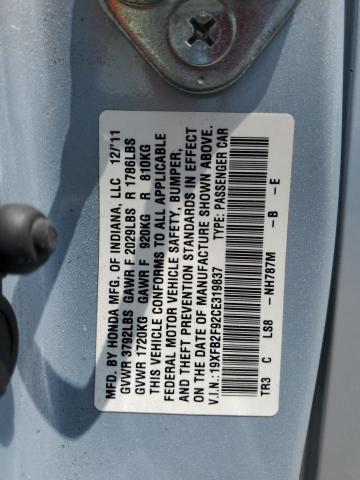 MFD. BY HONDA MFG. OF INDIANA, LLC 12/'11
GVWR 3792LBS GAWR F 2029LBS R 1786LBS
GVWR 1720KG GAWR F 920KG R 810KG
THIS VEHICLE CONFORMS TO ALL APPLICABLE
FEDERAL MOTOR VEHICLE SAFETY, BUMPER,
AND THEFT PREVENTION STANDARDS IN EFFECT
ON THE DATE OF MANUFACTURE SHOWN ABOVE.
V.I.N.: 19XFB2F92CE319837 TYPE: PASSENGER CAR
TR3 C LS8 -NH787M -B -E